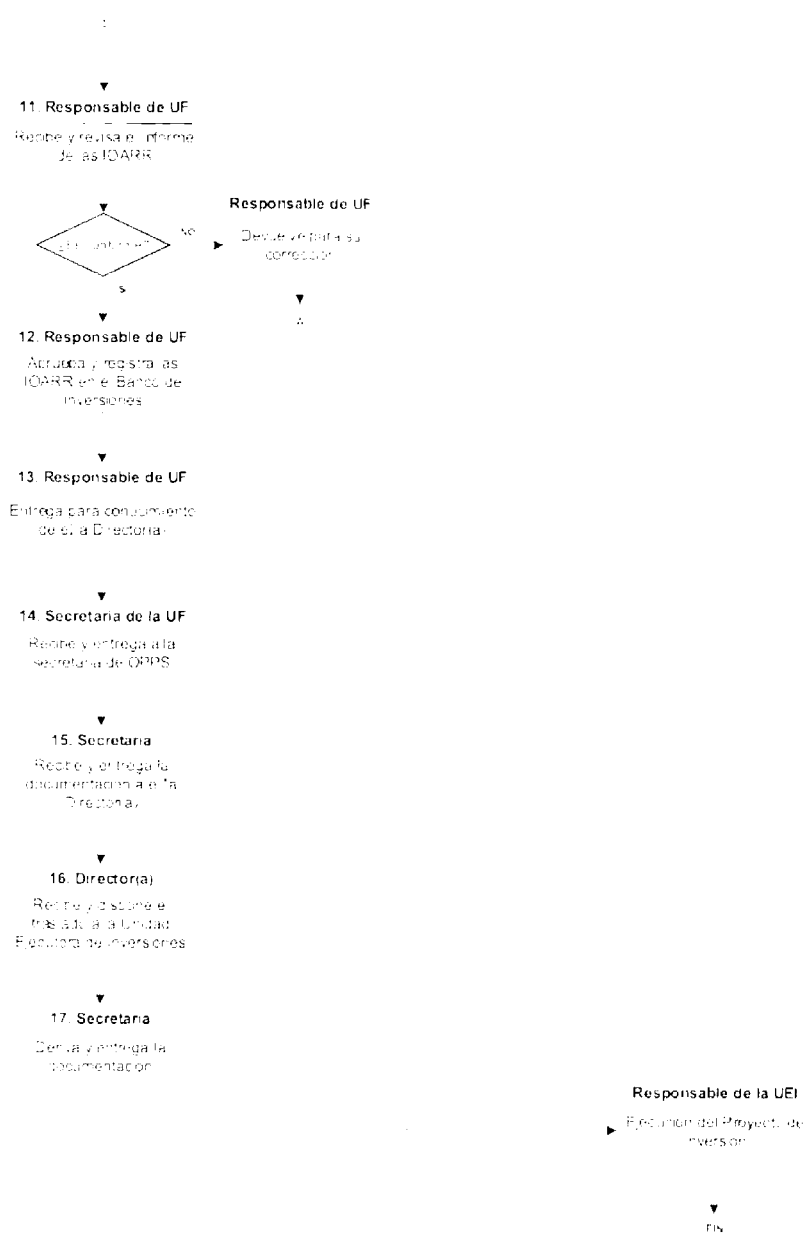 11. Responsable de UF
Recibe y revisa el informe
de las IOARR
Responsable de UF
NO
Devuelve para su
corrección
12. Responsable de UF
Aprueba y registra las
IOARR en el Banco de
Inversiones
13. Responsable de UF
Entrega para conocimiento
de el/la Director(a)
14. Secretaria de la UF
Recibe y entrega a la
secretaria de OPPS
15. Secretaria
Recibe y entrega la
documentación a el/la
Director(a)
16. Director(a)
Recibe y dispone el
traslado a la Unidad
Ejecutora de Inversiones
17. Secretaria
Deriva y entrega la
documentación
Responsable de la UEI
Ejecución del Proyecto de
Inversión